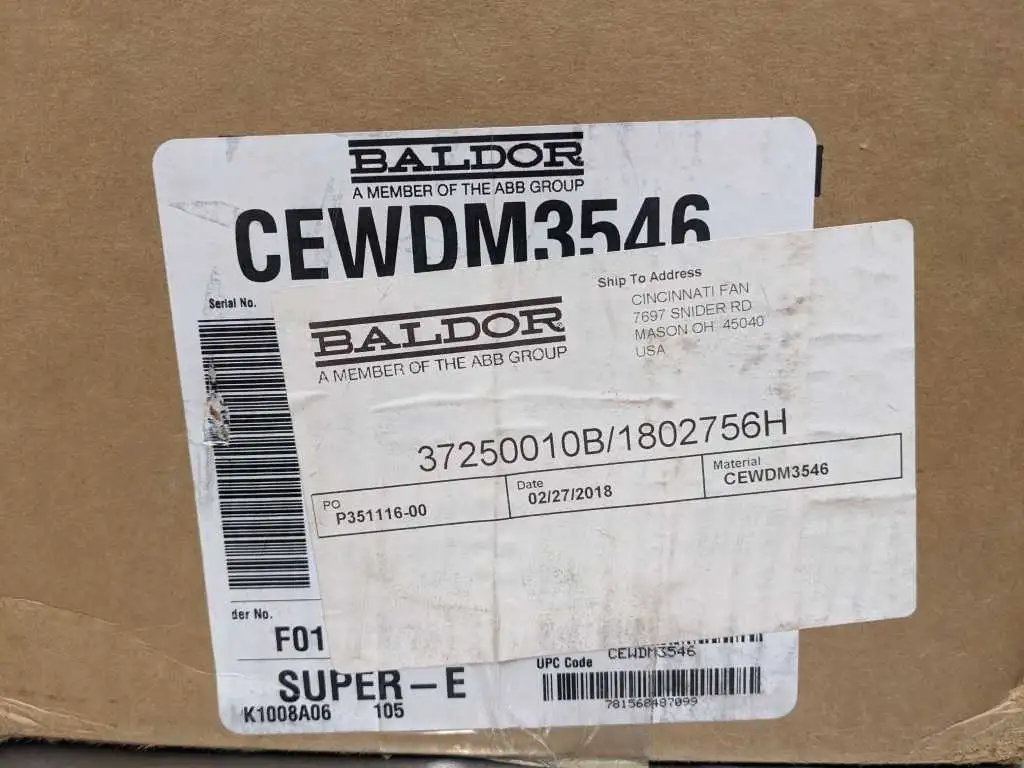 BALDOR
A MEMBER OF THE ABB GROUP
CEWDM3546
Serial No.
BALDOR
A MEMBER OF THE ABB GROUP
Ship To Address
CINCINNATI FAN
7697 SNIDER RD
MASON OH 45040
USA
37250010B/1802756H
PO
P351116-00
Date
02/27/2018
Material
CEWDM3546
der No.
F01
CEWDM3546
SUPER-E
UPC Code
K1008A06 105
781568487099